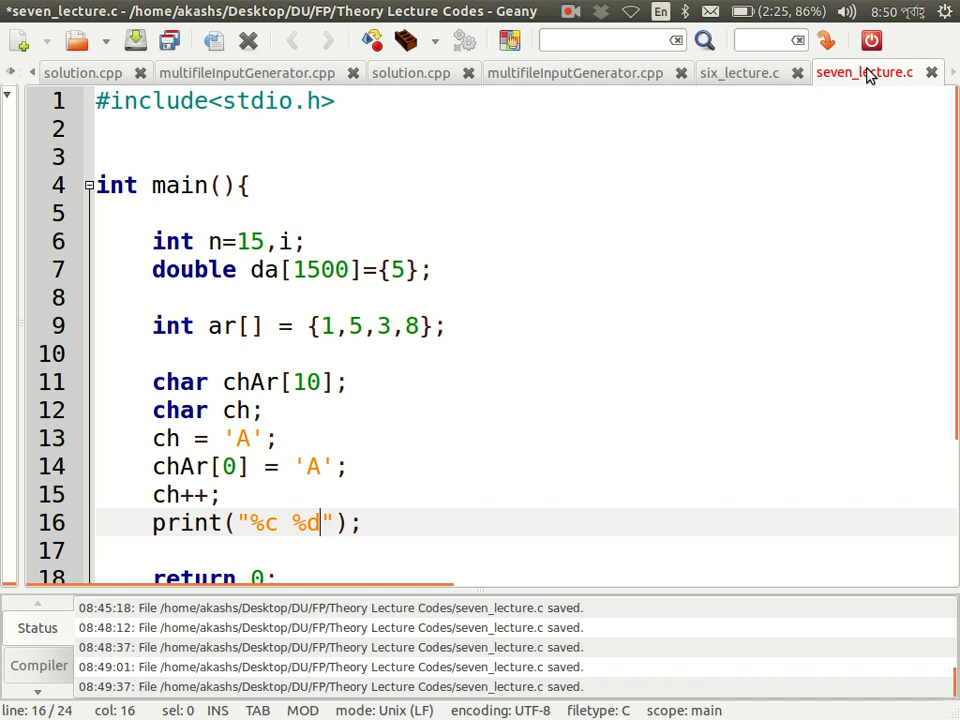 *seven_lecture.c - /home/akashs/Desktop/DU/FP/Theory Lecture Codes - Geany
En (2:25, 86%) 8:50 পূর্বাহ্ণ
solution.cpp multifileInputGenerator.cpp solution.cpp multifileInputGenerator.cpp six_lecture.c seven_lecture.c
1 #include<stdio.h>
2
3
4 int main(){
5
6 int n=15,i;
7 double da[1500]={5};
8
9 int ar[] = {1,5,3,8};
10
11 char chAr[10];
12 char ch;
13 ch = 'A';
14 chAr[0] = 'A';
15 ch++;
16 print("%c %d");
17
18 return 0;
08:45:18: File /home/akashs/Desktop/DU/FP/Theory Lecture Codes/seven_lecture.c saved.
Status 08:48:12: File /home/akashs/Desktop/DU/FP/Theory Lecture Codes/seven_lecture.c saved.
08:48:37: File /home/akashs/Desktop/DU/FP/Theory Lecture Codes/seven_lecture.c saved.
Compiler 08:49:01: File /home/akashs/Desktop/DU/FP/Theory Lecture Codes/seven_lecture.c saved.
08:49:37: File /home/akashs/Desktop/DU/FP/Theory Lecture Codes/seven_lecture.c saved.
line: 16 / 24 col: 16 sel: 0 INS TAB MOD mode: Unix (LF) encoding: UTF-8 filetype: C scope: main